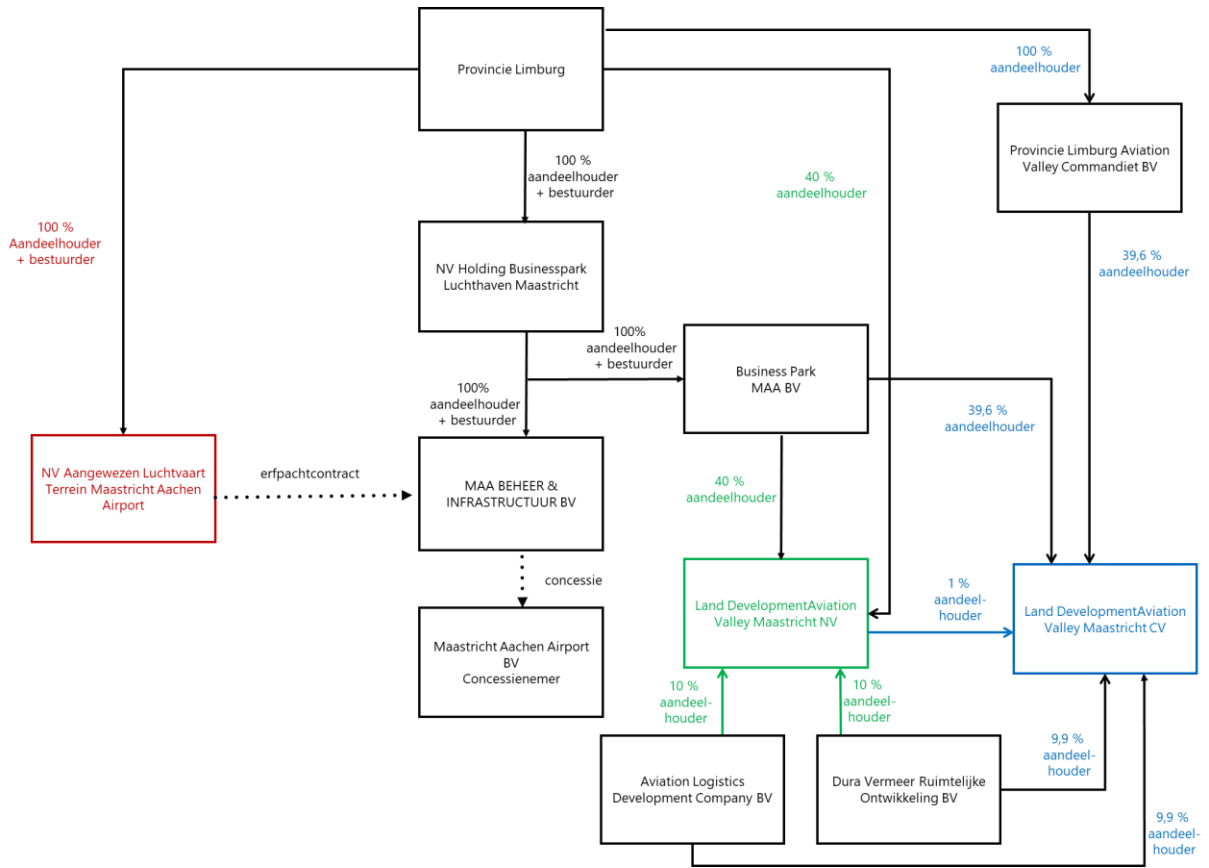 Provincie Limburg
100 %
aandeelhouder
Provincie Limburg Aviation
Valley Commandiet BV
100 %
aandeelhouder
+ bestuurder
40 %
aandeelhouder
100 %
Aandeelhouder
+ bestuurder
NV Holding Businesspark
Luchthaven Maastricht
39,6 %
aandeelhouder
100%
aandeelhouder
+ bestuurder
Business Park
MAA BV
100%
aandeelhouder
+ bestuurder
39,6 %
aandeelhouder
NV Aangewezen Luchtvaart
Terrein Maastricht Aachen
Airport
erfpachtcontract
MAA BEHEER &
INFRASTRUCTUUR BV
40 %
aandeelhouder
concessie
Land DevelopmentAviation
Valley Maastricht NV
1 %
aandeel-
houder
Land DevelopmentAviation
Valley Maastricht CV
Maastricht Aachen Airport
BV
Concessienemer
10 %
aandeel-
houder
10 %
aandeel-
houder
9,9 %
aandeel-
houder
Aviation Logistics
Development Company BV
Dura Vermeer Ruimtelijke
Ontwikkeling BV
9,9 %
aandeel-
houder